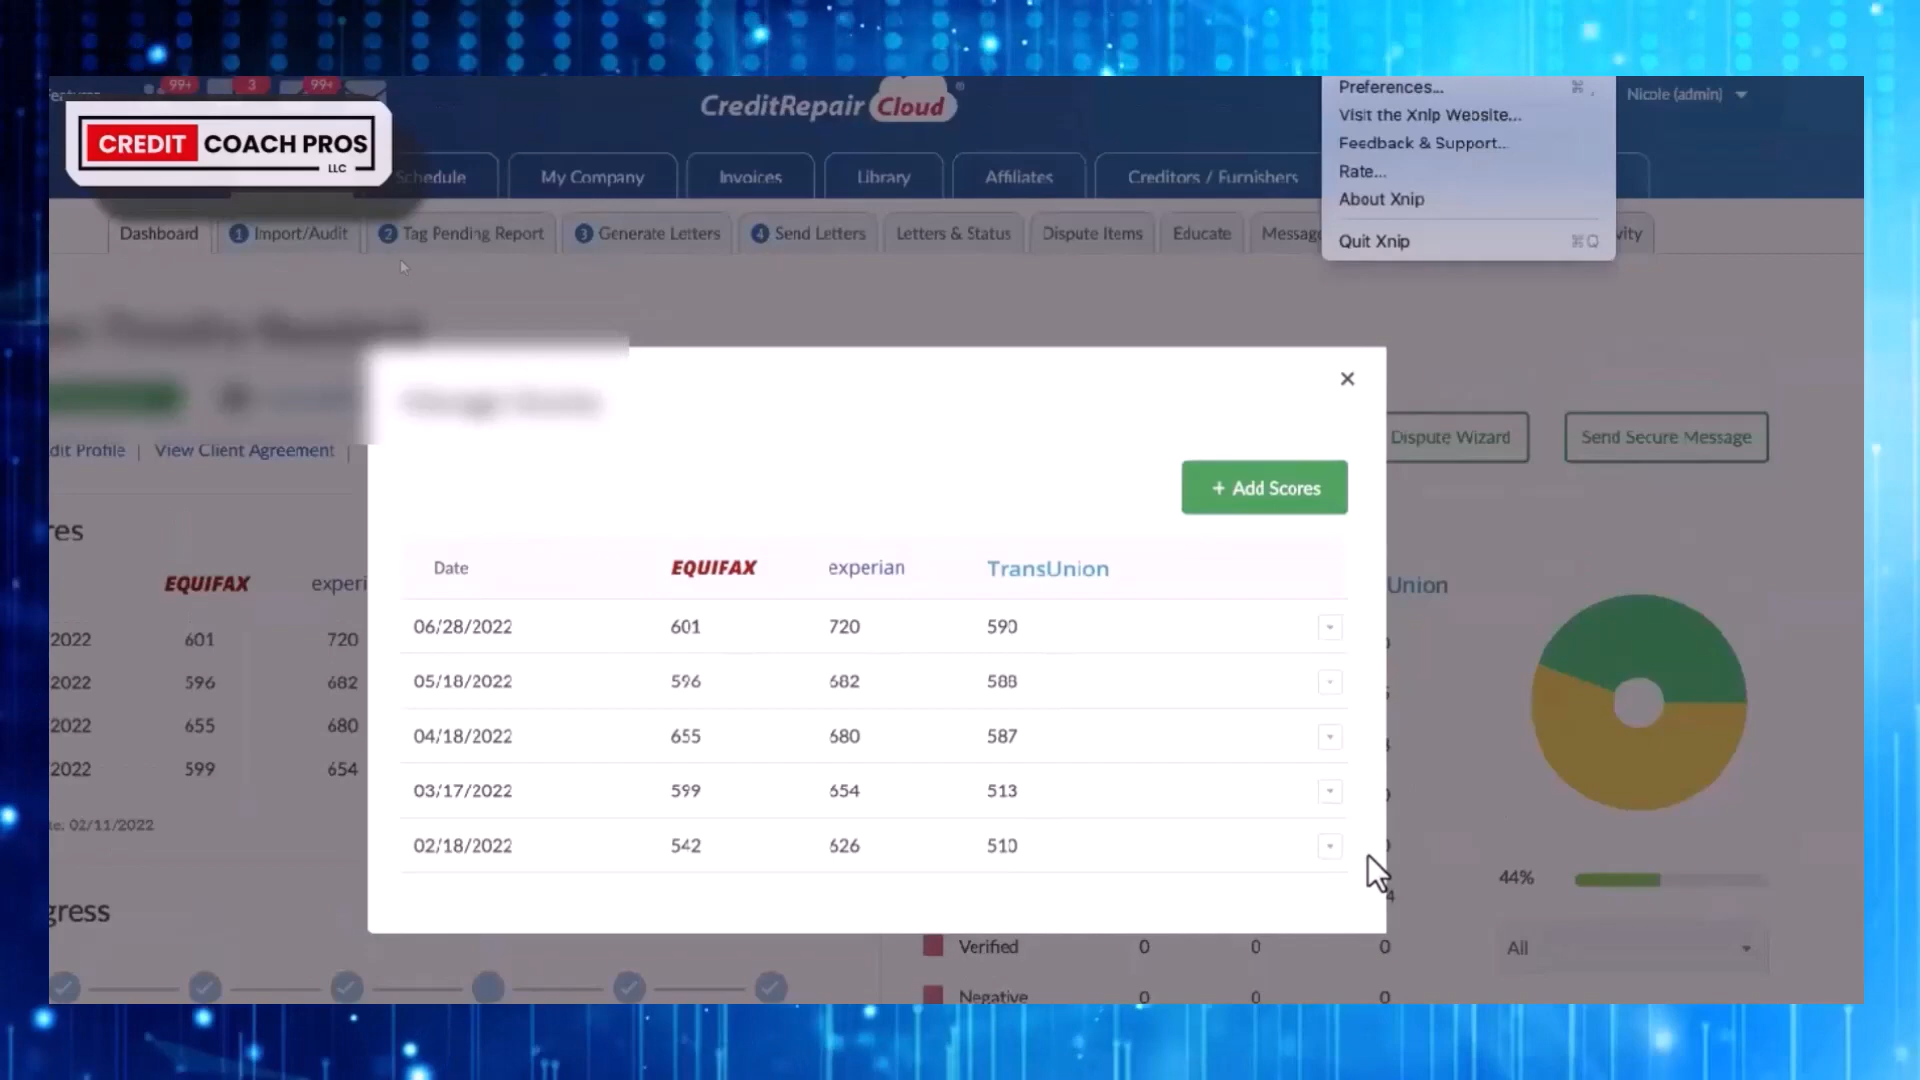 99+ 3 99+
CreditRepair Cloud
CREDIT COACH PROS
LLC
Preferences...
Visit the Xnip Website...
Feedback & Support...
Rate...
About Xnip
Quit Xnip ⌘Q
Nicole (admin)
Schedule My Company Invoices Library Affiliates Creditors / Furnishers
Dashboard 1 Import/Audit 2 Tag Pending Report 3 Generate Letters 4 Send Letters Letters & Status Dispute Items Educate Messag vity
dit Profile | View Client Agreement |
Dispute Wizard Send Secure Message
×
+ Add Scores
res
EQUIFAX experi
2022 601 720
2022 596 682
2022 655 680
2022 599 654
te: 02/11/2022
Date EQUIFAX experian TransUnion
06/28/2022 601 720 590
05/18/2022 596 682 588
04/18/2022 655 680 587
03/17/2022 599 654 513
02/18/2022 542 626 510
Union
44%
All
gress
Verified 0 0 0
Negative 0 0 0